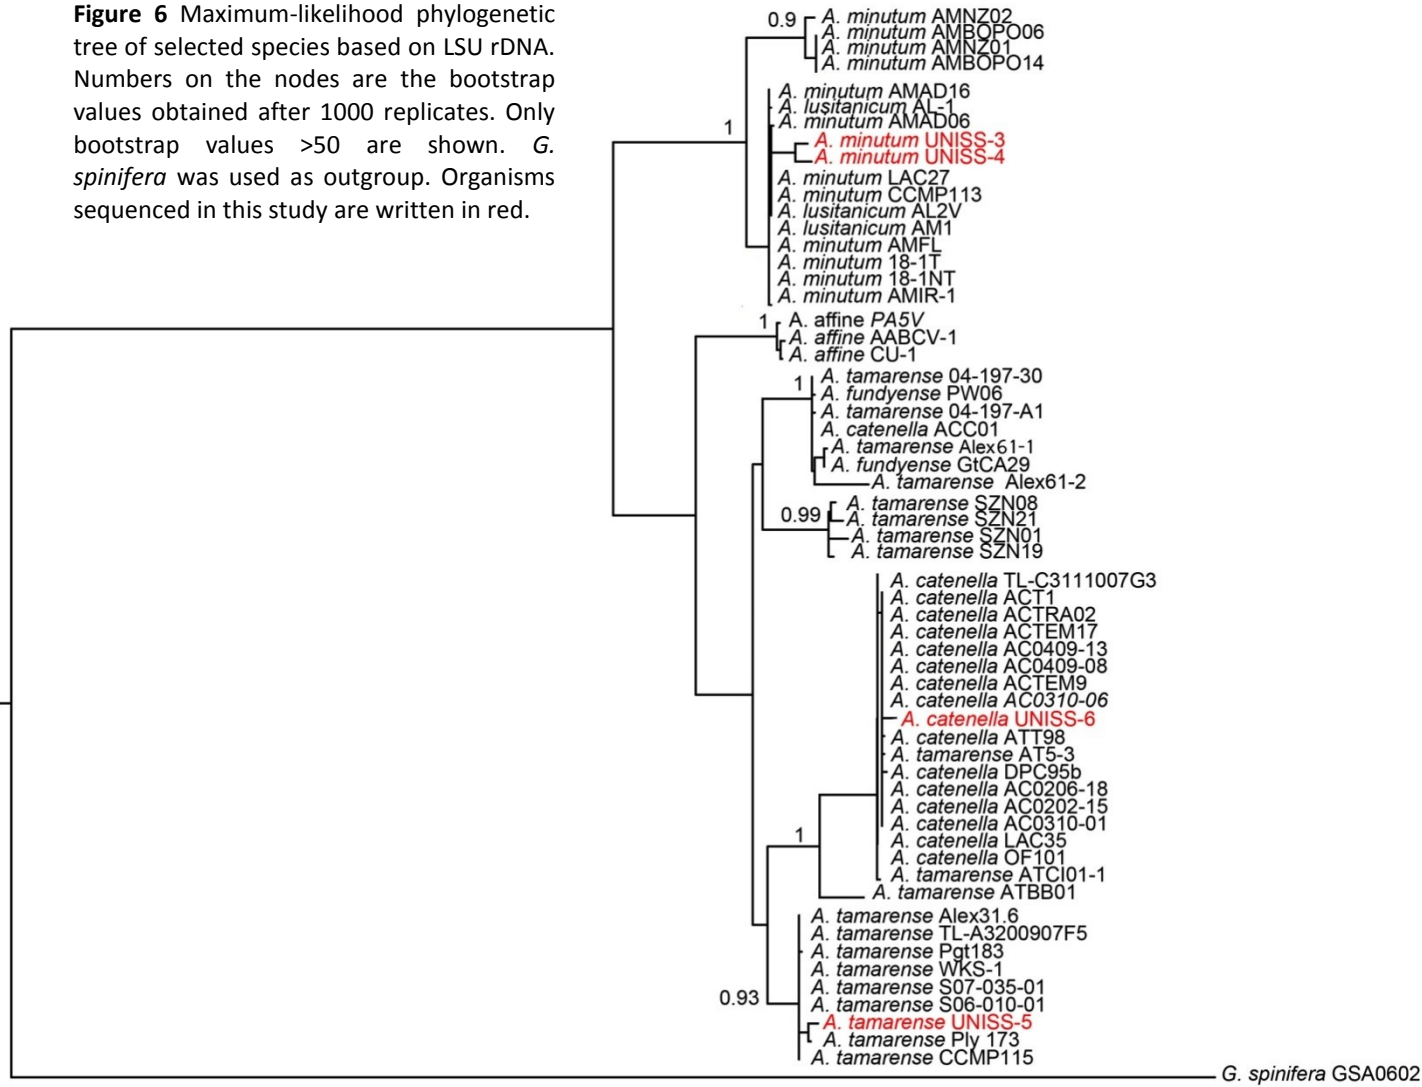 Figure 6 Maximum-likelihood phylogenetic
tree of selected species based on LSU rDNA.
Numbers on the nodes are the bootstrap
values obtained after 1000 replicates. Only
bootstrap values >50 are shown. G.
spinifera was used as outgroup. Organisms
sequenced in this study are written in red.
0.9
A. minutum AMNZ02
A. minutum AMBOPO06
A. minutum AMNZ01
A. minutum AMBOPO14
1
A. minutum AMAD16
A. lusitanicum AL-1
A. minutum AMAD06
A. minutum UNISS-3
A. minutum UNISS-4
A. minutum LAC27
A. minutum CCMP113
A. lusitanicum AL2V
A. lusitanicum AM1
A. minutum AMFL
A. minutum 18-1T
A. minutum 18-1NT
A. minutum AMIR-1
1
A. affine PA5V
A. affine AABCV-1
A. affine CU-1
1
A. tamarense 04-197-30
A. fundyense PW06
A. tamarense 04-197-A1
A. catenella ACC01
A. tamarense Alex61-1
A. fundyense GtCA29
A. tamarense Alex61-2
0.99
A. tamarense SZN08
A. tamarense SZN21
A. tamarense SZN01
A. tamarense SZN19
A. catenella TL-C3111007G3
A. catenella ACT1
A. catenella ACTRA02
A. catenella ACTEM17
A. catenella AC0409-13
A. catenella AC0409-08
A. catenella ACTEM9
A. catenella AC0310-06
A. catenella UNISS-6
A. catenella ATT98
A. tamarense AT5-3
A. catenella DPC95b
A. catenella AC0206-18
A. catenella AC0202-15
A. catenella AC0310-01
1
A. catenella LAC35
A. catenella OF101
A. tamarense ATCI01-1
A. tamarense ATBB01
A. tamarense Alex31.6
A. tamarense TL-A3200907F5
A. tamarense Pgt183
A. tamarense WKS-1
A. tamarense S07-035-01
0.93
A. tamarense S06-010-01
A. tamarense UNISS-5
A. tamarense Ply 173
A. tamarense CCMP115
G. spinifera GSA0602